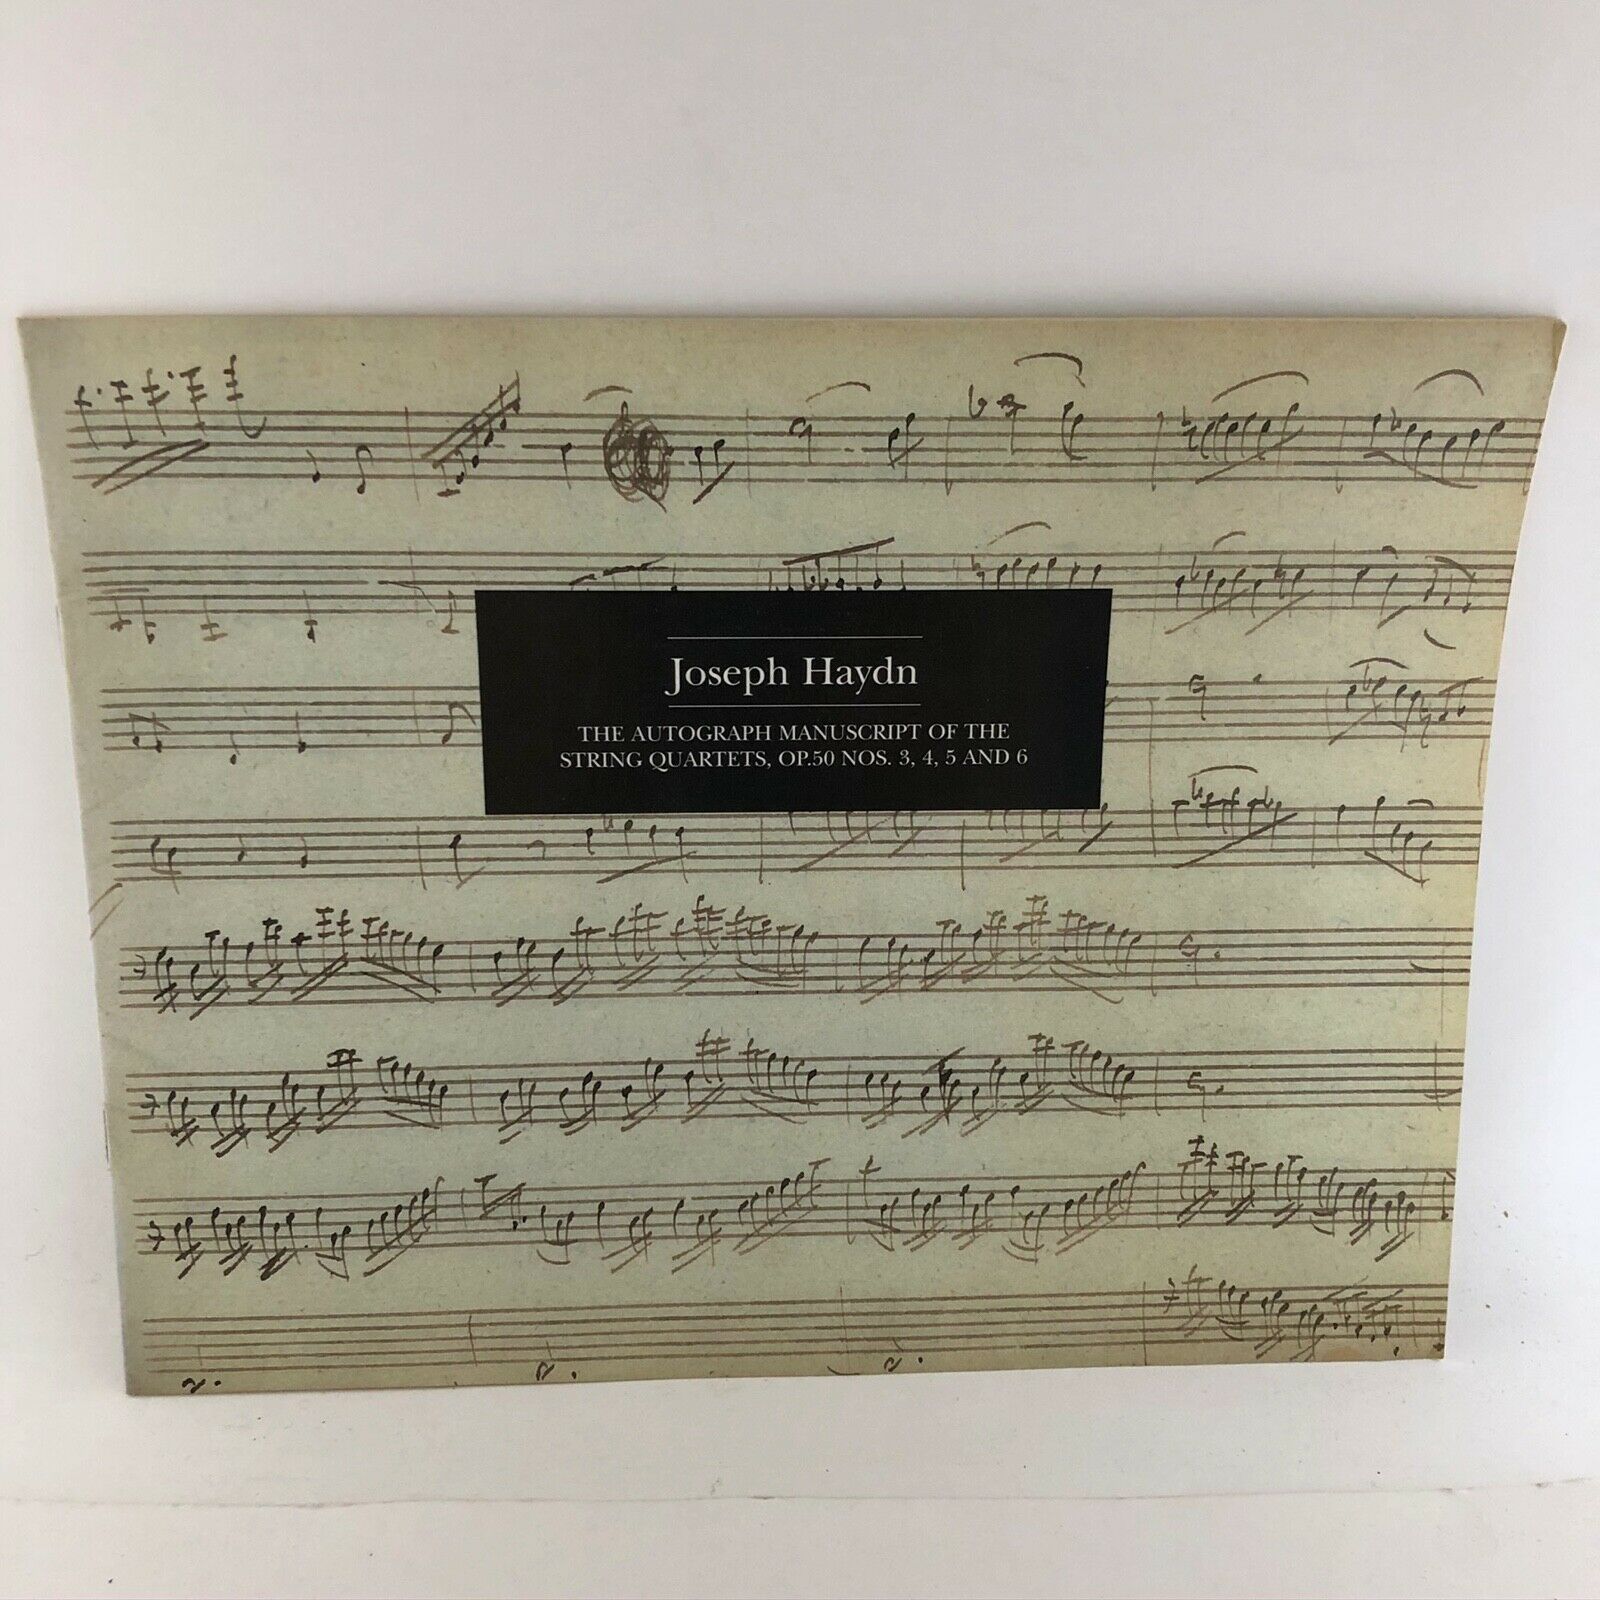 Joseph Haydn
THE AUTOGRAPH MANUSCRIPT OF THE
STRING QUARTETS, OP.50 NOS. 3, 4, 5 AND 6